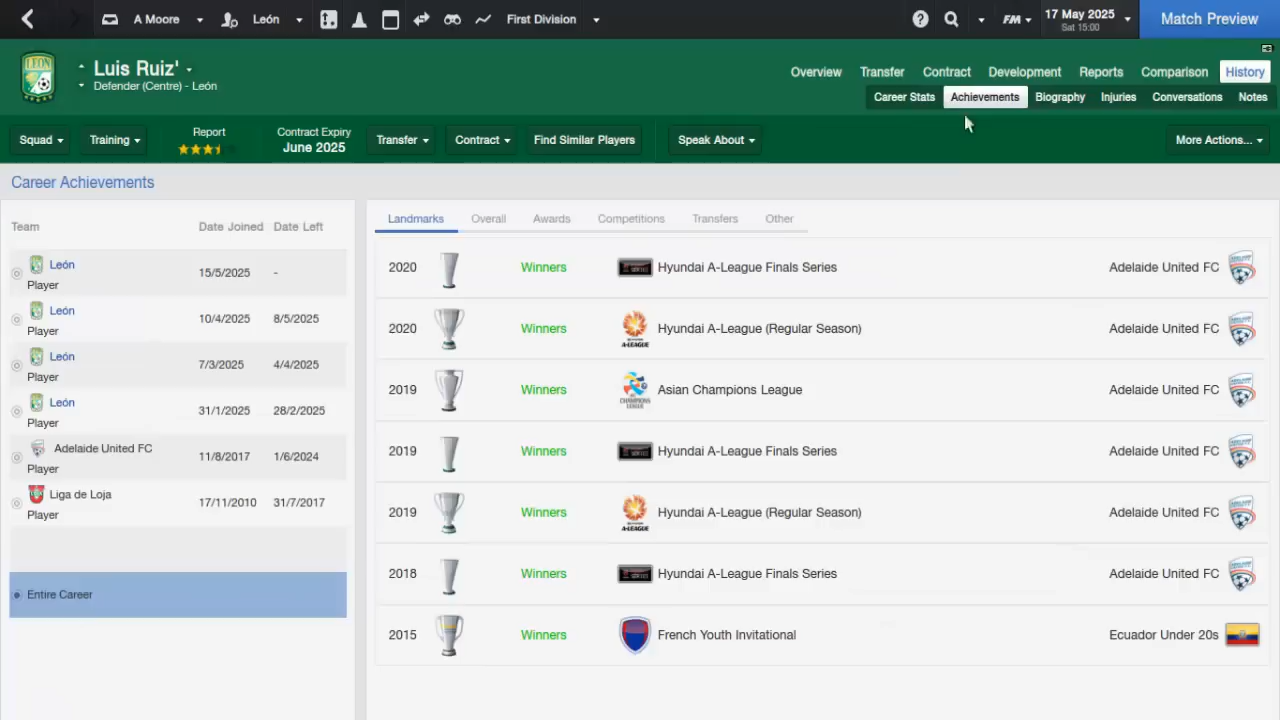 A Moore
León
First Division
FM
17 May 2025
Sat 15:00
Match Preview
LEÓN
Luis Ruiz'
Defender (Centre) - León
Overview
Transfer
Contract
Development
Reports
Comparison
History
Career Stats
Achievements
Biography
Injuries
Conversations
Notes
Squad
Training
Report
Contract Expiry
June 2025
Transfer
Contract
Find Similar Players
Speak About
More Actions...
Career Achievements
Team Date Joined Date Left
León 15/5/2025 -
Player
León 10/4/2025 8/5/2025
Player
León 7/3/2025 4/4/2025
Player
León 31/1/2025 28/2/2025
Player
Adelaide United FC 11/8/2017 1/6/2024
Player
Liga de Loja 17/11/2010 31/7/2017
Player
Entire Career
Landmarks Overall Awards Competitions Transfers Other
2020 Winners Hyundai A-League Finals Series Adelaide United FC
2020 Winners Hyundai A-League (Regular Season) Adelaide United FC
2019 Winners Asian Champions League Adelaide United FC
2019 Winners Hyundai A-League Finals Series Adelaide United FC
2019 Winners Hyundai A-League (Regular Season) Adelaide United FC
2018 Winners Hyundai A-League Finals Series Adelaide United FC
2015 Winners French Youth Invitational Ecuador Under 20s